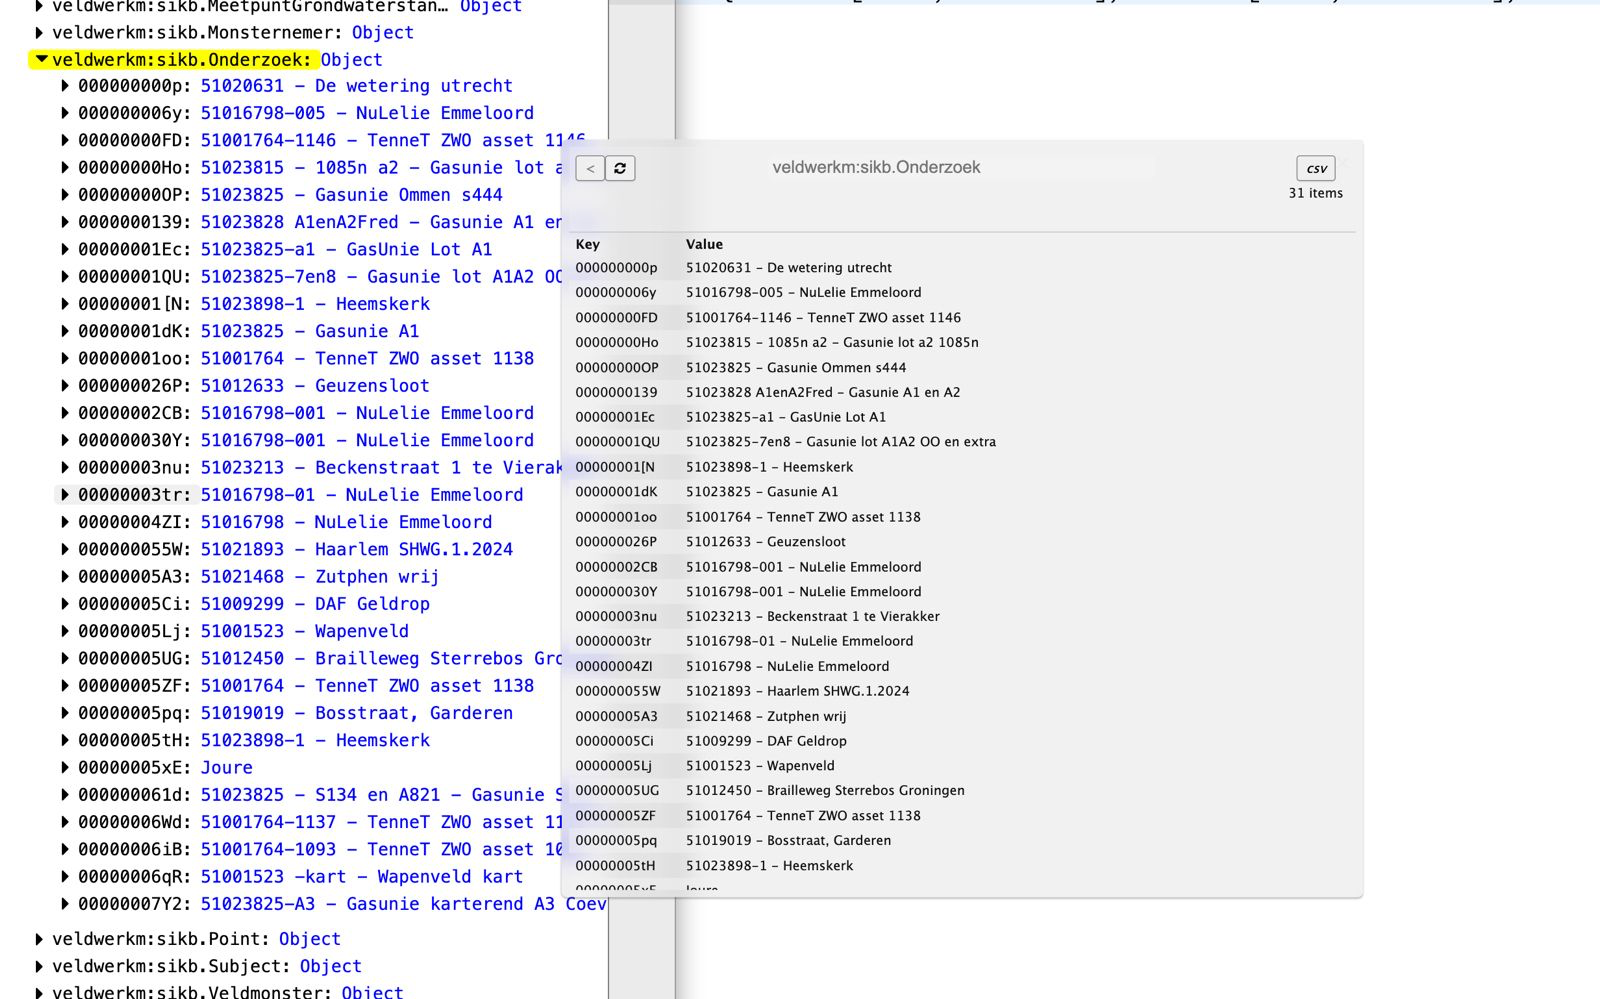 veldwerkm:sikb.MeetpuntGrondwaterstan… Object
veldwerkm:sikb.Monsternemer: Object
veldwerkm:sikb.Onderzoek: Object
000000000p: 51020631 – De wetering utrecht
000000006y: 51016798-005 – NuLelie Emmeloord
00000000FD: 51001764-1146 – TenneT ZWO asset 1146
00000000Ho: 51023815 – 1085n a2 – Gasunie lot a
00000000OP: 51023825 – Gasunie Ommen s444
0000000139: 51023828 A1enA2Fred – Gasunie A1 en
00000001Ec: 51023825-a1 – GasUnie Lot A1
00000001QU: 51023825-7en8 – Gasunie lot A1A2 OO
00000001[N: 51023898-1 – Heemskerk
00000001dK: 51023825 – Gasunie A1
00000001oo: 51001764 – TenneT ZWO asset 1138
000000026P: 51012633 – Geuzensloot
00000002CB: 51016798-001 – NuLelie Emmeloord
000000030Y: 51016798-001 – NuLelie Emmeloord
00000003nu: 51023213 – Beckenstraat 1 te Vierak
00000003tr: 51016798-01 – NuLelie Emmeloord
00000004ZI: 51016798 – NuLelie Emmeloord
000000055W: 51021893 – Haarlem SHWG.1.2024
00000005A3: 51021468 – Zutphen wrij
00000005Ci: 51009299 – DAF Geldrop
00000005Lj: 51001523 – Wapenveld
00000005UG: 51012450 – Brailleweg Sterrebos Gro
00000005ZF: 51001764 – TenneT ZWO asset 1138
00000005pq: 51019019 – Bosstraat, Garderen
00000005tH: 51023898-1 – Heemskerk
00000005xE: Joure
000000061d: 51023825 – S134 en A821 – Gasunie S
00000006Wd: 51001764-1137 – TenneT ZWO asset 11
00000006iB: 51001764-1093 – TenneT ZWO asset 10
00000006qR: 51001523 -kart – Wapenveld kart
00000007Y2: 51023825-A3 – Gasunie karterend A3 Coev
veldwerkm:sikb.Point: Object
veldwerkm:sikb.Subject: Object
veldwerkm:sikb.Veldmonster: Object
< veldwerkm:sikb.Onderzoek csv
31 items
Key Value
000000000p 51020631 – De wetering utrecht
000000006y 51016798-005 – NuLelie Emmeloord
00000000FD 51001764-1146 – TenneT ZWO asset 1146
00000000Ho 51023815 – 1085n a2 – Gasunie lot a2 1085n
00000000OP 51023825 – Gasunie Ommen s444
0000000139 51023828 A1enA2Fred – Gasunie A1 en A2
00000001Ec 51023825-a1 – GasUnie Lot A1
00000001QU 51023825-7en8 – Gasunie lot A1A2 OO en extra
00000001[N 51023898-1 – Heemskerk
00000001dK 51023825 – Gasunie A1
00000001oo 51001764 – TenneT ZWO asset 1138
000000026P 51012633 – Geuzensloot
00000002CB 51016798-001 – NuLelie Emmeloord
000000030Y 51016798-001 – NuLelie Emmeloord
00000003nu 51023213 – Beckenstraat 1 te Vierakker
00000003tr 51016798-01 – NuLelie Emmeloord
00000004ZI 51016798 – NuLelie Emmeloord
000000055W 51021893 – Haarlem SHWG.1.2024
00000005A3 51021468 – Zutphen wrij
00000005Ci 51009299 – DAF Geldrop
00000005Lj 51001523 – Wapenveld
00000005UG 51012450 – Brailleweg Sterrebos Groningen
00000005ZF 51001764 – TenneT ZWO asset 1138
00000005pq 51019019 – Bosstraat, Garderen
00000005tH 51023898-1 – Heemskerk
00000005xE Joure